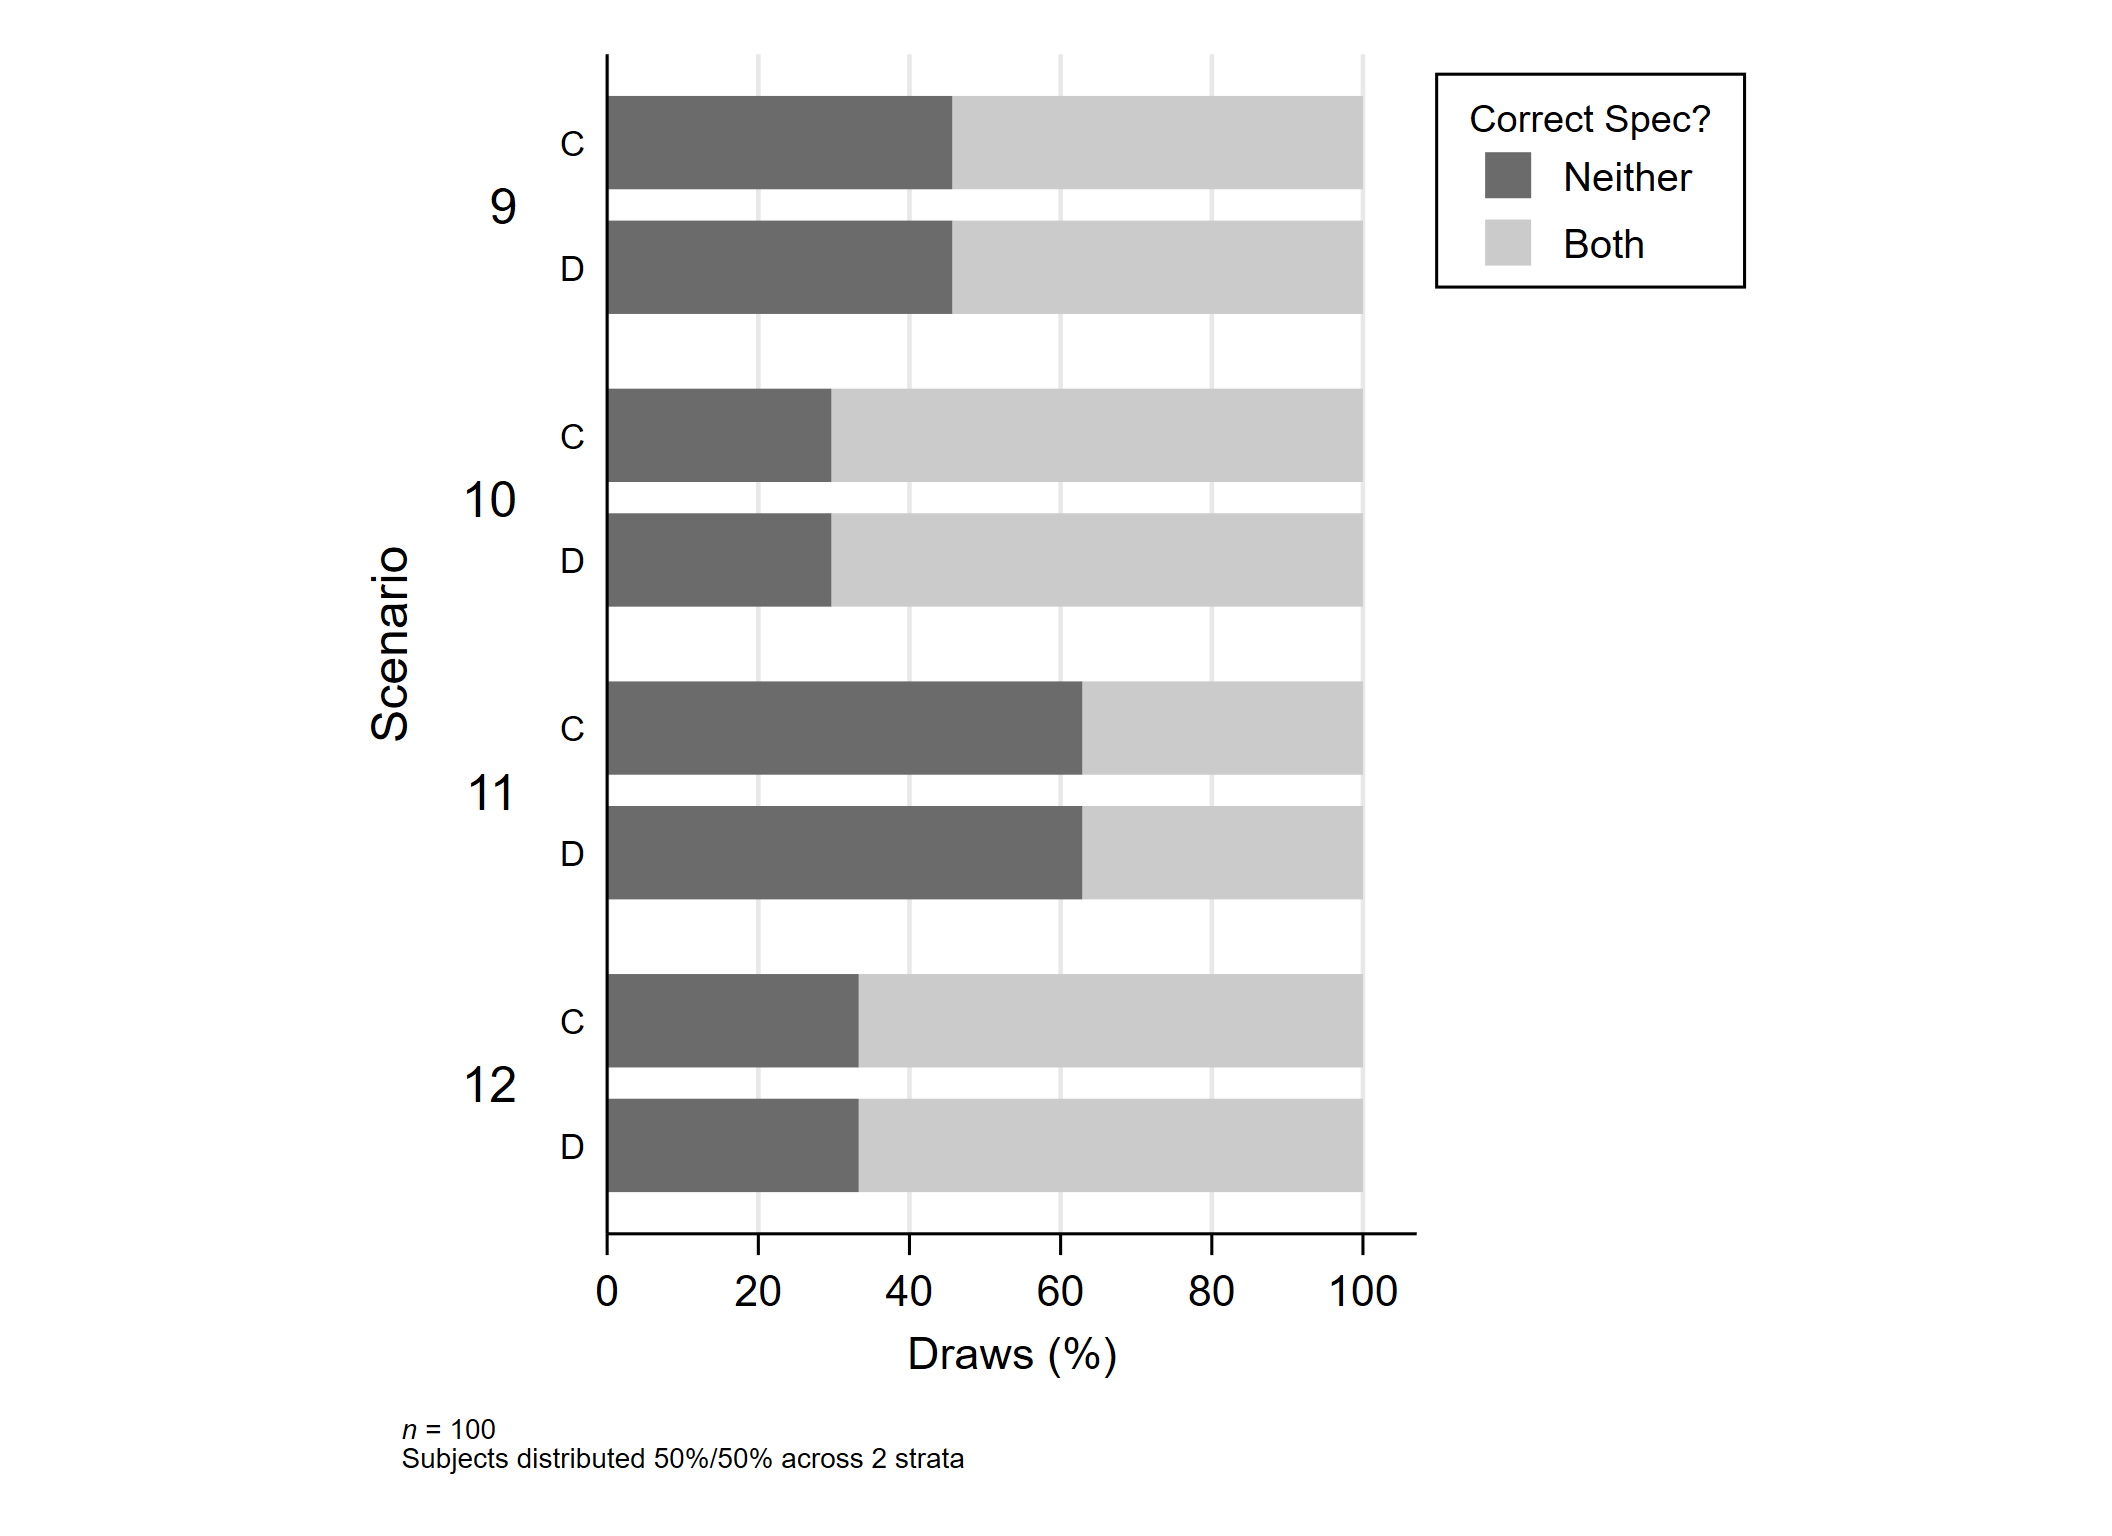 Correct Spec?
Neither
Both
Scenario
9
C
D
10
C
D
11
C
D
12
C
D
0 20 40 60 80 100
Draws (%)
n = 100
Subjects distributed 50%/50% across 2 strata